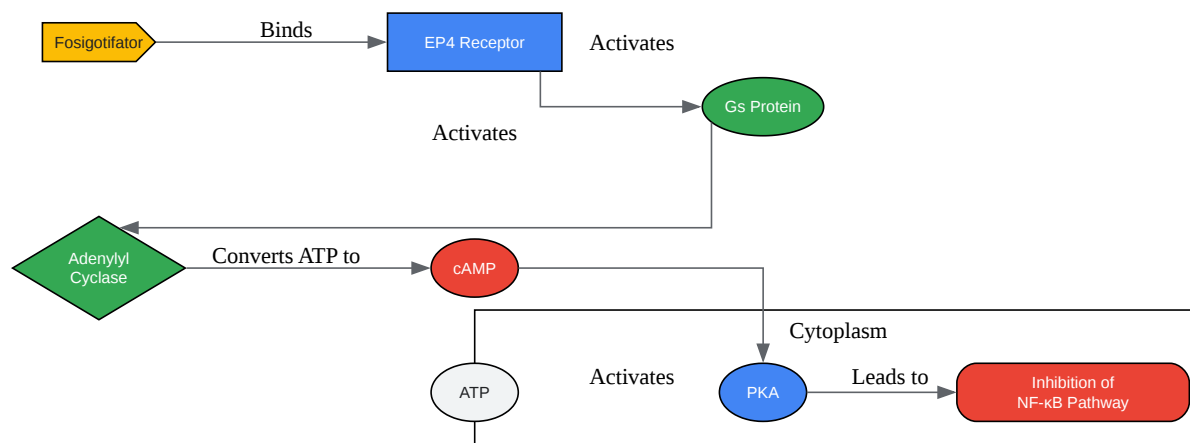 Fosigotifator
Binds
EP4 Receptor
Activates
Gs Protein
Activates
Adenylyl
Cyclase
Converts ATP to
cAMP
Cytoplasm
ATP
Activates
PKA
Leads to
Inhibition of
NF-κB Pathway